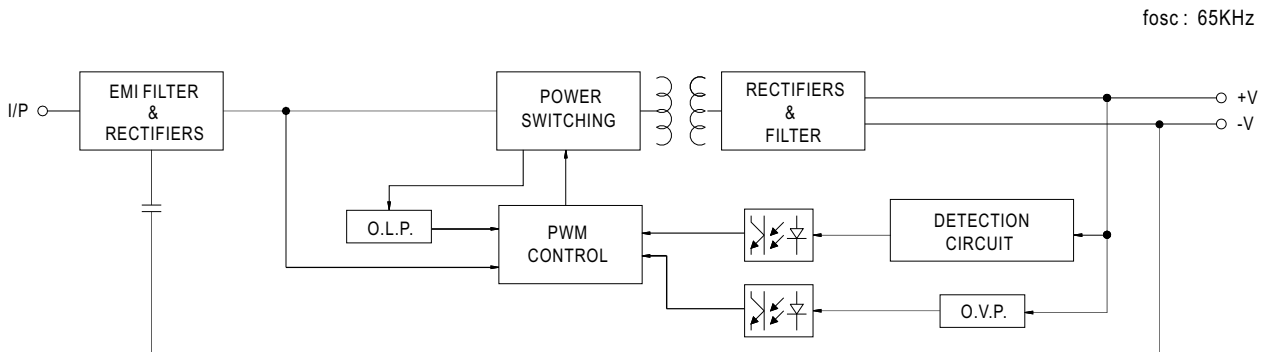 fosc : 65KHz
I/P
EMI FILTER
&
RECTIFIERS
POWER
SWITCHING
RECTIFIERS
&
FILTER
+V
-V
O.L.P.
PWM
CONTROL
DETECTION
CIRCUIT
O.V.P.